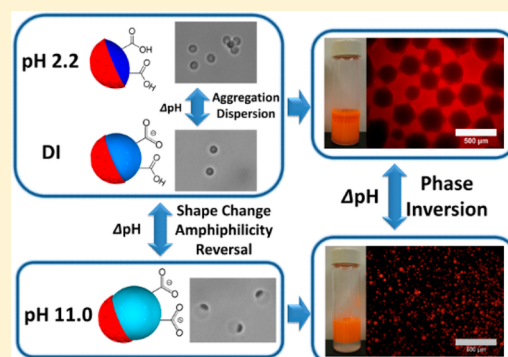 pH 2.2
OH
O
OH
O
ΔpH
Aggregation
Dispersion
DI
O
O
OH
O
500 µm
ΔpH
Shape Change
Amphiphilicity
Reversal
ΔpH
Phase
Inversion
pH 11.0
O
O
O
O
500 µm